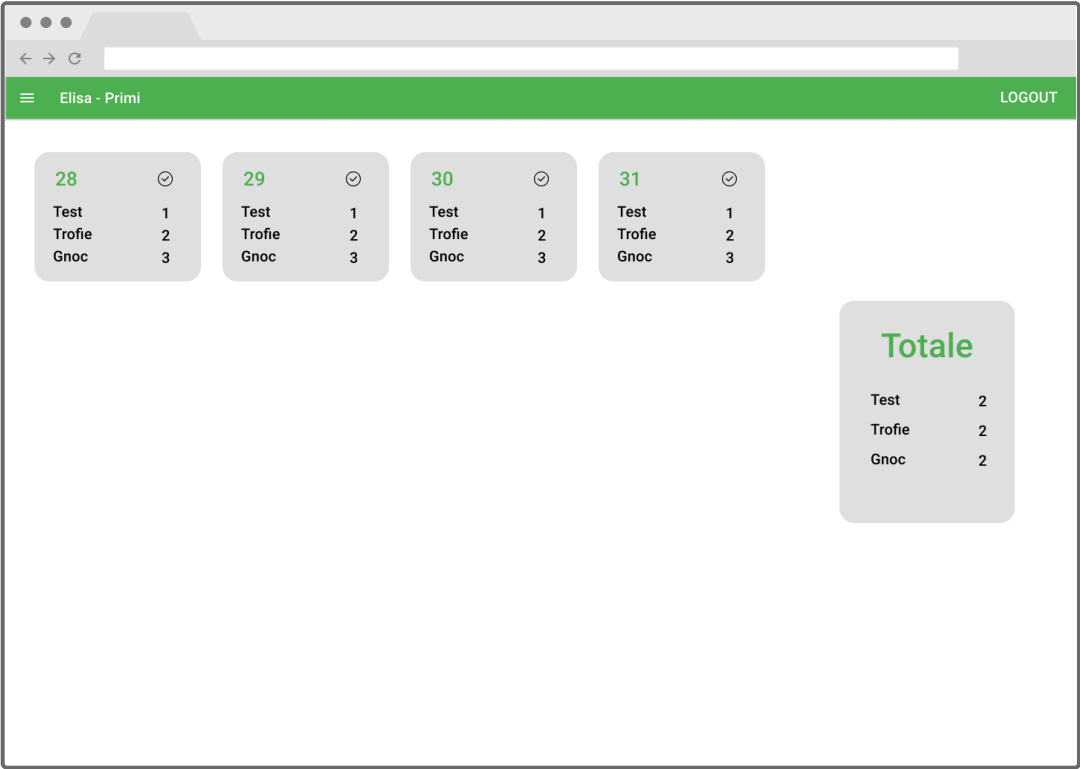 Elisa - Primi
LOGOUT
28
Test 1
Trofie 2
Gnoc 3
29
Test 1
Trofie 2
Gnoc 3
30
Test 1
Trofie 2
Gnoc 3
31
Test 1
Trofie 2
Gnoc 3
Totale
Test 2
Trofie 2
Gnoc 2